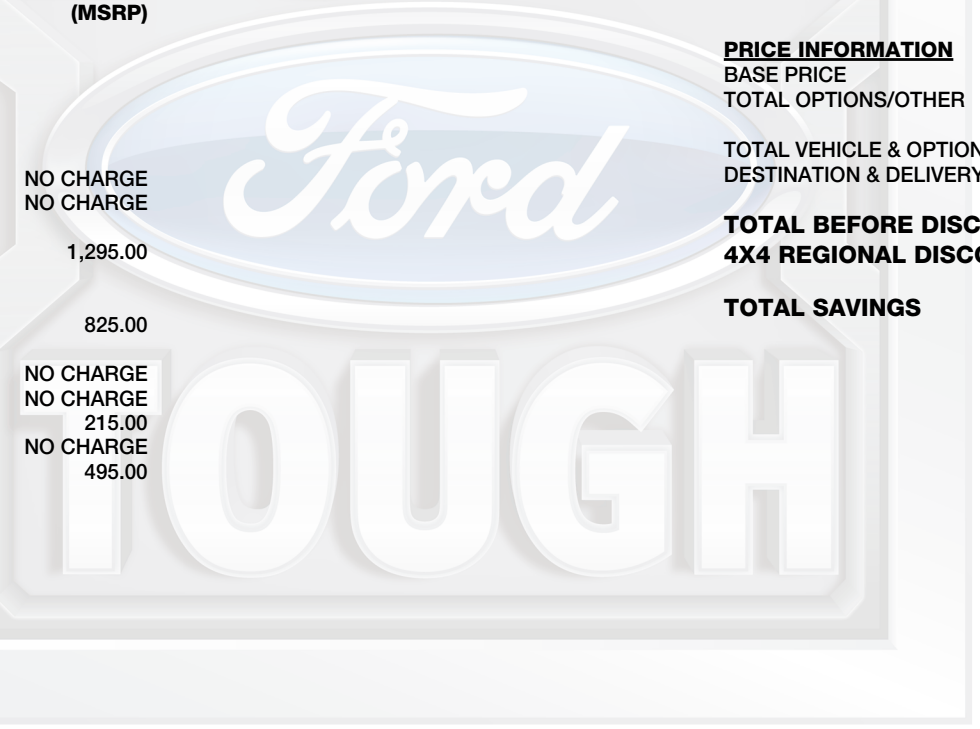 (MSRP)
NO CHARGE
NO CHARGE
1,295.00
825.00
NO CHARGE
NO CHARGE
215.00
NO CHARGE
495.00
PRICE INFORMATION
BASE PRICE
TOTAL OPTIONS/OTHER
TOTAL VEHICLE & OPTION
DESTINATION & DELIVERY
TOTAL BEFORE DISC
4X4 REGIONAL DISCO
TOTAL SAVINGS
Ford
TOUGH